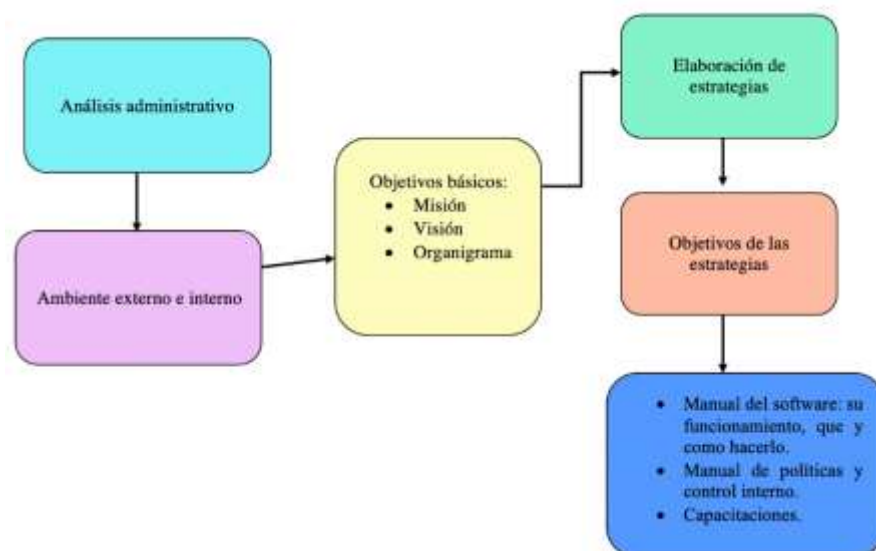 Análisis administrativo
Ambiente externo e interno
Objetivos básicos:
• Misión
• Visión
• Organigrama
Elaboración de
estrategias
Objetivos de las
estrategias
• Manual del software: su
funcionamiento, que y
como hacerlo.
• Manual de políticas y
control interno.
• Capacitaciones.